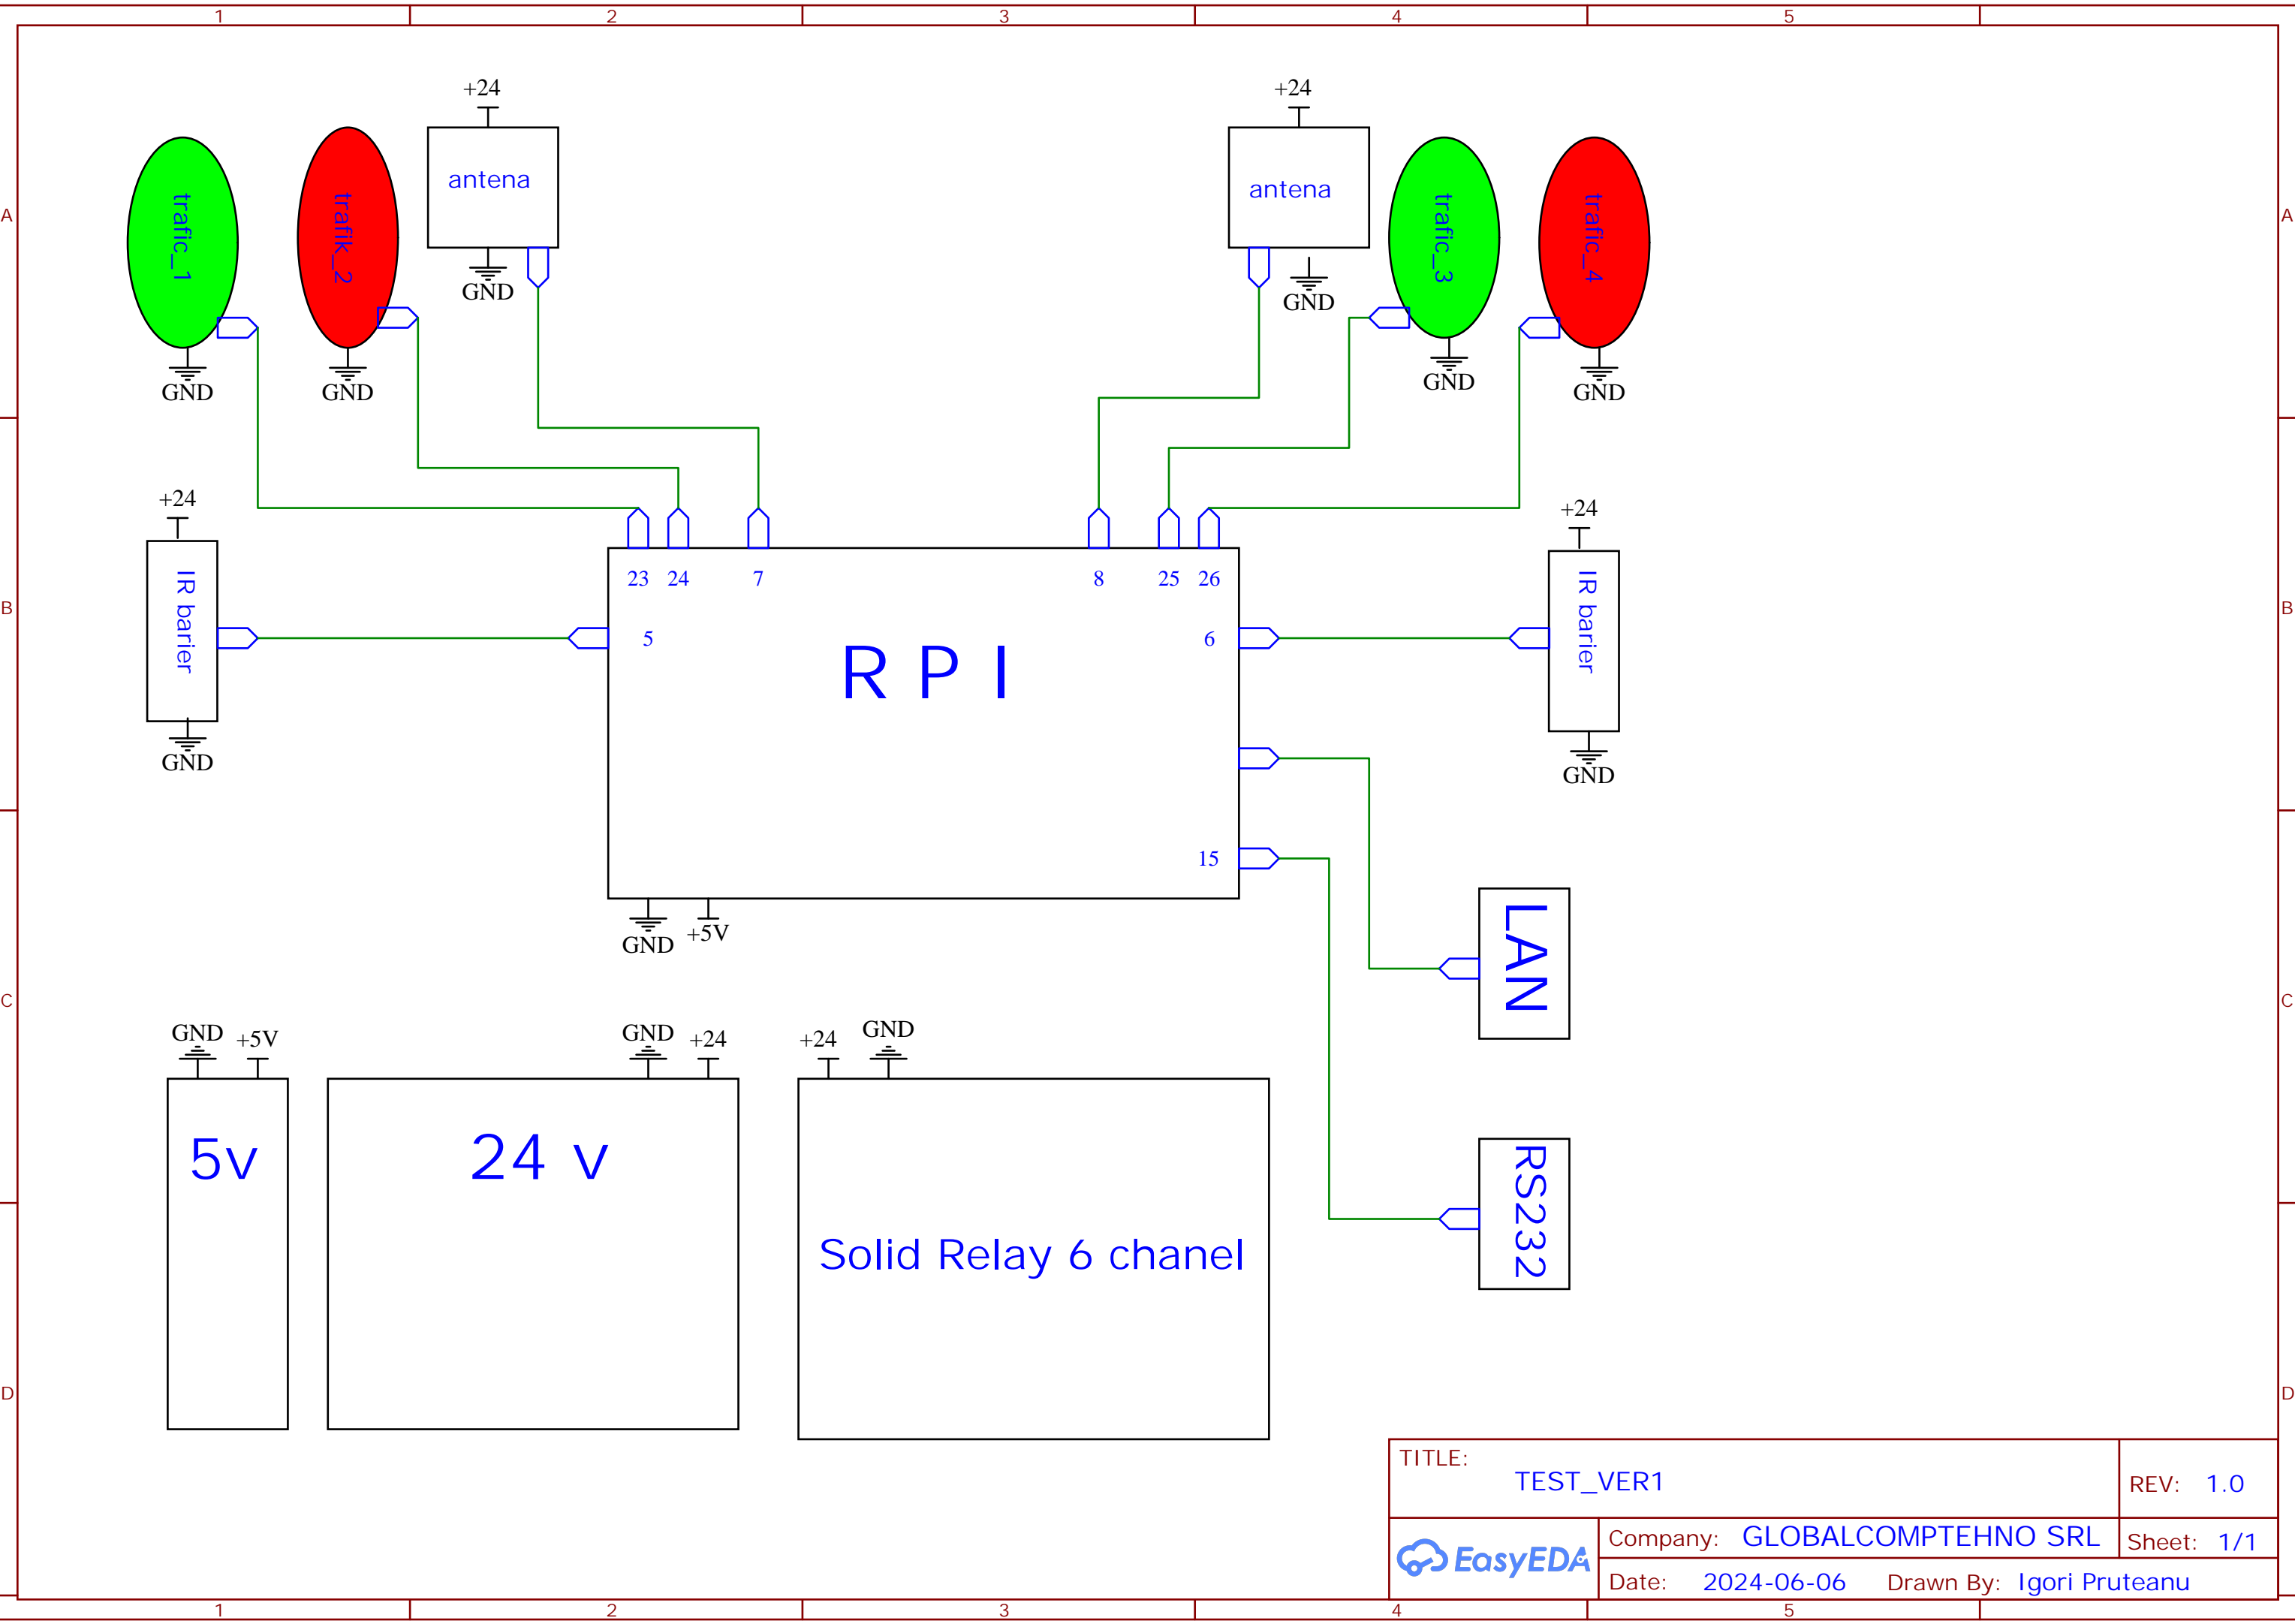 1 2 3 4 5
+24 +24
antena antena
trafic_1 trafik_2 trafic_3 trafic_4
A A
GND GND
GND GND GND GND
+24 +24
23 24 7 8 25 26
IR barier IR barier
B B
5 6
R P I
GND GND
15
GND +5V
LAN
C C
GND +5V GND +24 +24 GND
5v 24 v
Solid Relay 6 chanel
RS232
D D
TITLE:
TEST_VER1
REV: 1.0
EasyEDA
Company: GLOBALCOMPTEHNO SRL
Sheet: 1/1
Date: 2024-06-06 Drawn By: Igori Pruteanu
1 2 3 4 5